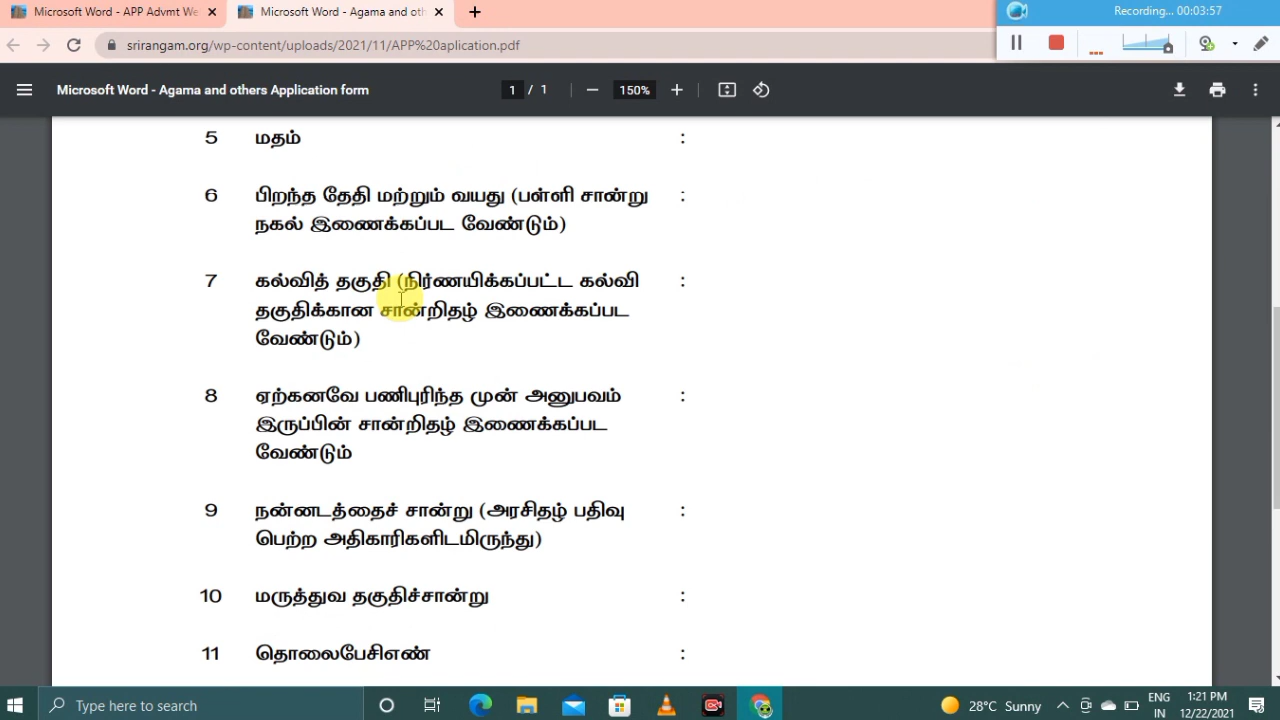 Microsoft Word - APP Advmt We
Microsoft Word - Agama and oth
Recording... 00:03:57
srirangam.org/wp-content/uploads/2021/11/APP%20aplication.pdf
Microsoft Word - Agama and others Application form
1 / 1
150%
5 மதம் :
6 பிறந்த தேதி மற்றும் வயது (பள்ளி சான்று :
நகல் இணைக்கப்பட வேண்டும்)
7 கல்வித் தகுதி (நிர்ணயிக்கப்பட்ட கல்வி :
தகுதிக்கான சான்றிதழ் இணைக்கப்பட
வேண்டும்)
8 ஏற்கனவே பணிபுரிந்த முன் அனுபவம் :
இருப்பின் சான்றிதழ் இணைக்கப்பட
வேண்டும்
9 நன்னடத்தைச் சான்று (அரசிதழ் பதிவு :
பெற்ற அதிகாரிகளிடமிருந்து)
10 மருத்துவ தகுதிச்சான்று :
11 தொலைபேசிஎண் :
Type here to search
28°C Sunny
ENG
IN
1:21 PM
12/22/2021